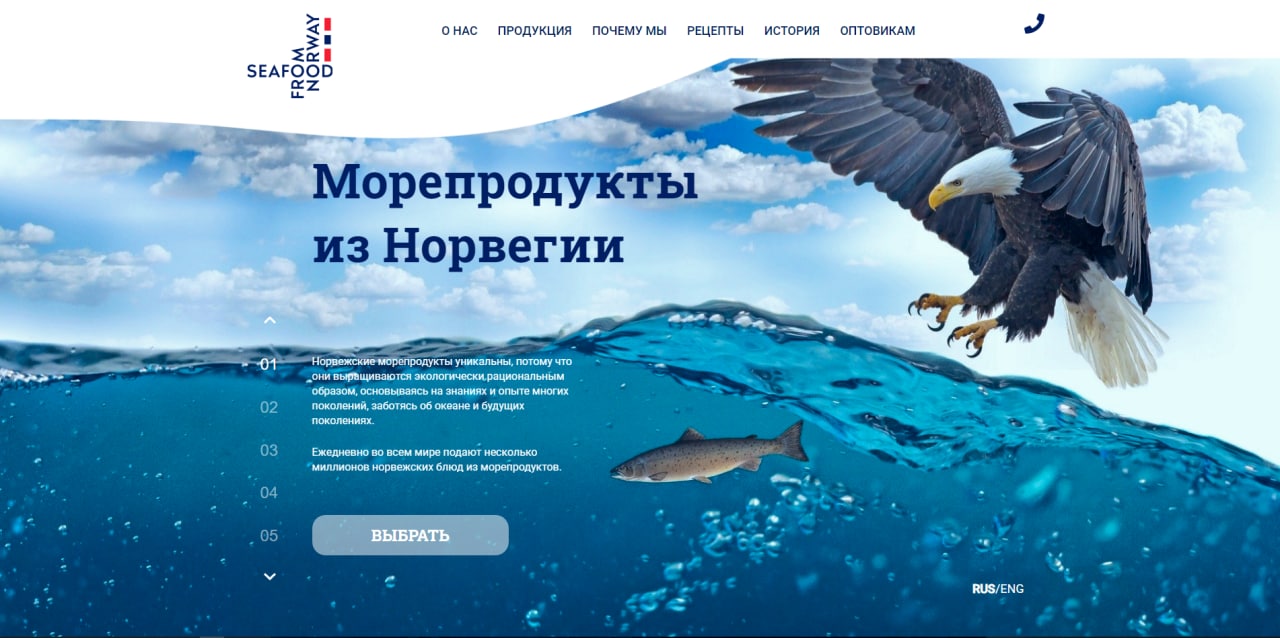 SEAFOOD
FROM
NORWAY
О НАС
ПРОДУКЦИЯ
ПОЧЕМУ МЫ
РЕЦЕПТЫ
ИСТОРИЯ
ОПТОВИКАМ
Морепродукты
из Норвегии
01
02
03
04
05
Норвежские морепродукты уникальны, потому что
они выращиваются экологически,рациональным
образом, основываясь на знаниях и опыте многих
поколений, заботясь об океане и будущих
поколениях.
Ежедневно во всем мире подают несколько
миллионов норвежских блюд из морепродуктов.
ВЫБРАТЬ
RUS/ENG